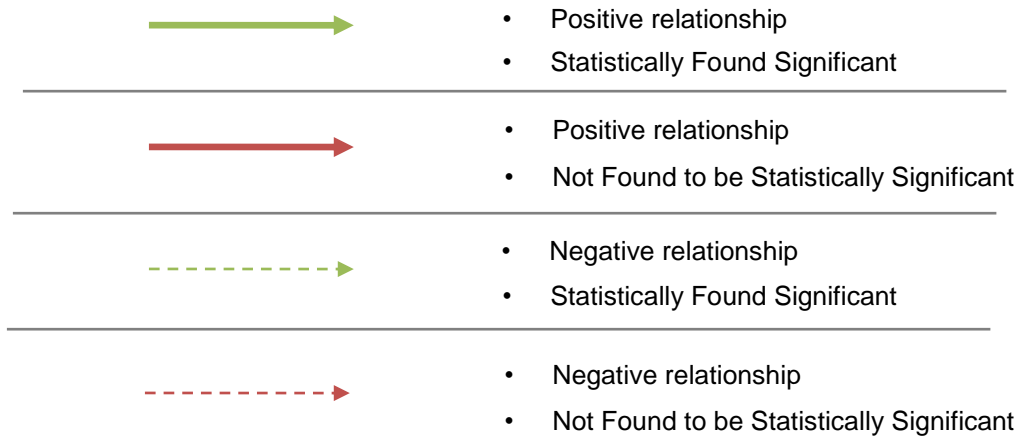 • Positive relationship
• Statistically Found Significant
• Positive relationship
• Not Found to be Statistically Significant
• Negative relationship
• Statistically Found Significant
• Negative relationship
• Not Found to be Statistically Significant